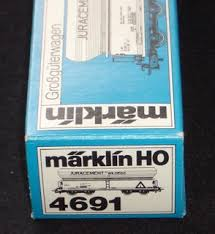 Großgüterwagen
JURACEMENT
märklin
märklin HO
JURACEMENT
4691